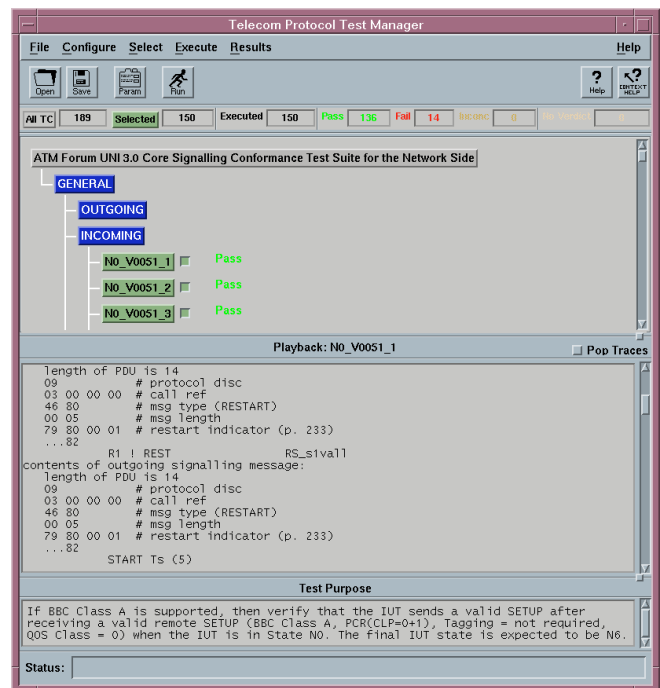 Telecom Protocol Test Manager
File Configure Select Execute Results Help
Open Save Param Run Help CONTEXT HELP
All TC 189 Selected 150 Executed 150 Pass 136 Fail 14 Inconc 0 No Verdict 0
ATM Forum UNI 3.0 Core Signalling Conformance Test Suite for the Network Side
GENERAL
OUTGOING
INCOMING
N0_V0051_1 Pass
N0_V0051_2 Pass
N0_V0051_3 Pass
Playback: N0_V0051_1 Pop Traces
length of PDU is 14
09 # protocol disc
03 00 00 00 # call ref
46 80 # msg type (RESTART)
00 05 # msg length
79 80 00 01 # restart indicator (p. 233)
...82
R1 ! REST RS_s1vall
contents of outgoing signalling message:
length of PDU is 14
09 # protocol disc
03 00 00 00 # call ref
46 80 # msg type (RESTART)
00 05 # msg length
79 80 00 01 # restart indicator (p. 233)
...82
START Ts (5)
Test Purpose
If BBC Class A is supported, then verify that the IUT sends a valid SETUP after
receiving a valid remote SETUP (BBC Class A, PCR(CLP=0+1), Tagging = not required,
QOS Class = 0) when the IUT is in State N0. The final IUT state is expected to be N6.
Status: